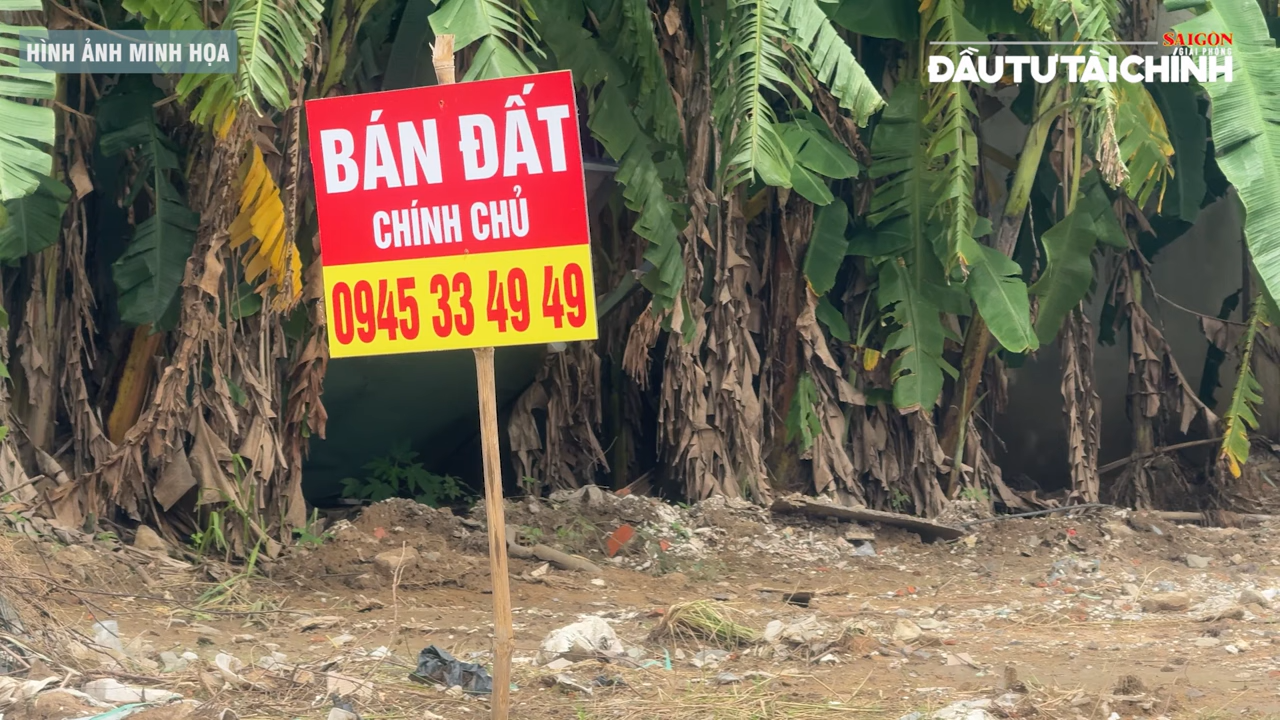 HÌNH ẢNH MINH HỌA
SAIGON
GIẢI PHÓNG
ĐẦU TƯ TÀI CHÍNH
BÁN ĐẤT
CHÍNH CHỦ
0945 33 49 49